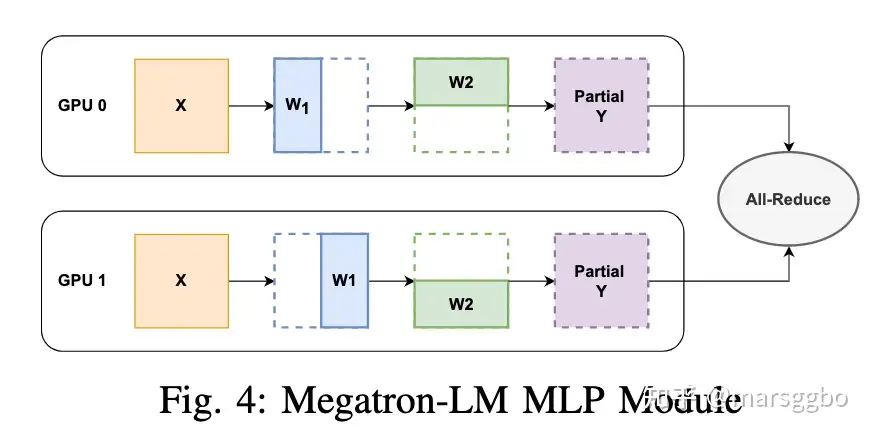 GPU 0
X
W1
W2
Partial
Y
All-Reduce
GPU 1
X
W1
W2
Partial
Y
Fig. 4: Megatron-LM MLP Module
知乎 @marsggbo